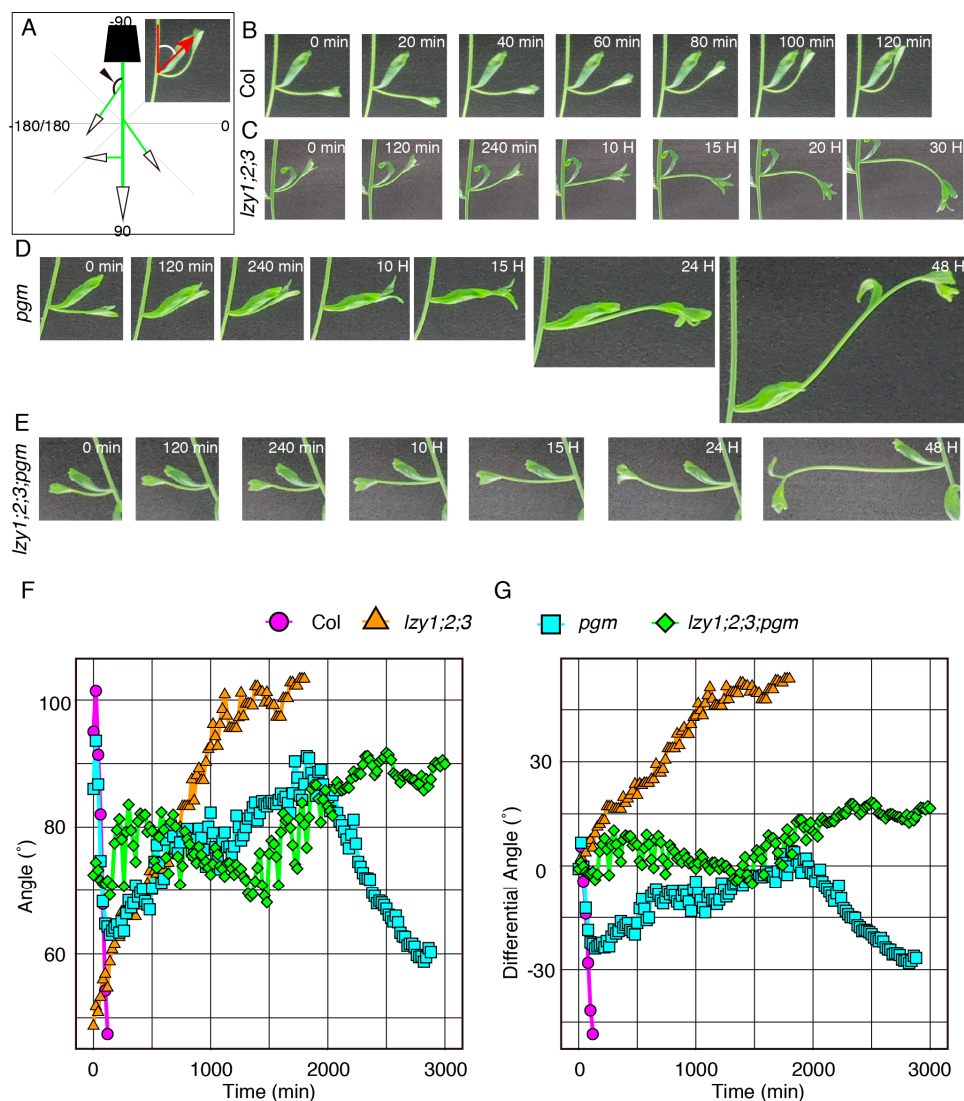 A
-90
-180/180
0
90
B
Col
0 min
20 min
40 min
60 min
80 min
100 min
120 min
C
lzy1;2;3
0 min
120 min
240 min
10 H
15 H
20 H
30 H
D
pgm
0 min
120 min
240 min
10 H
15 H
24 H
48 H
E
lzy1;2;3;pgm
0 min
120 min
240 min
10 H
15 H
24 H
48 H
F
G
Col
lzy1;2;3
pgm
lzy1;2;3;pgm
Angle (°)
100
80
60
0
1000
2000
3000
Time (min)
Differential Angle (°)
30
0
-30
0
1000
2000
3000
Time (min)